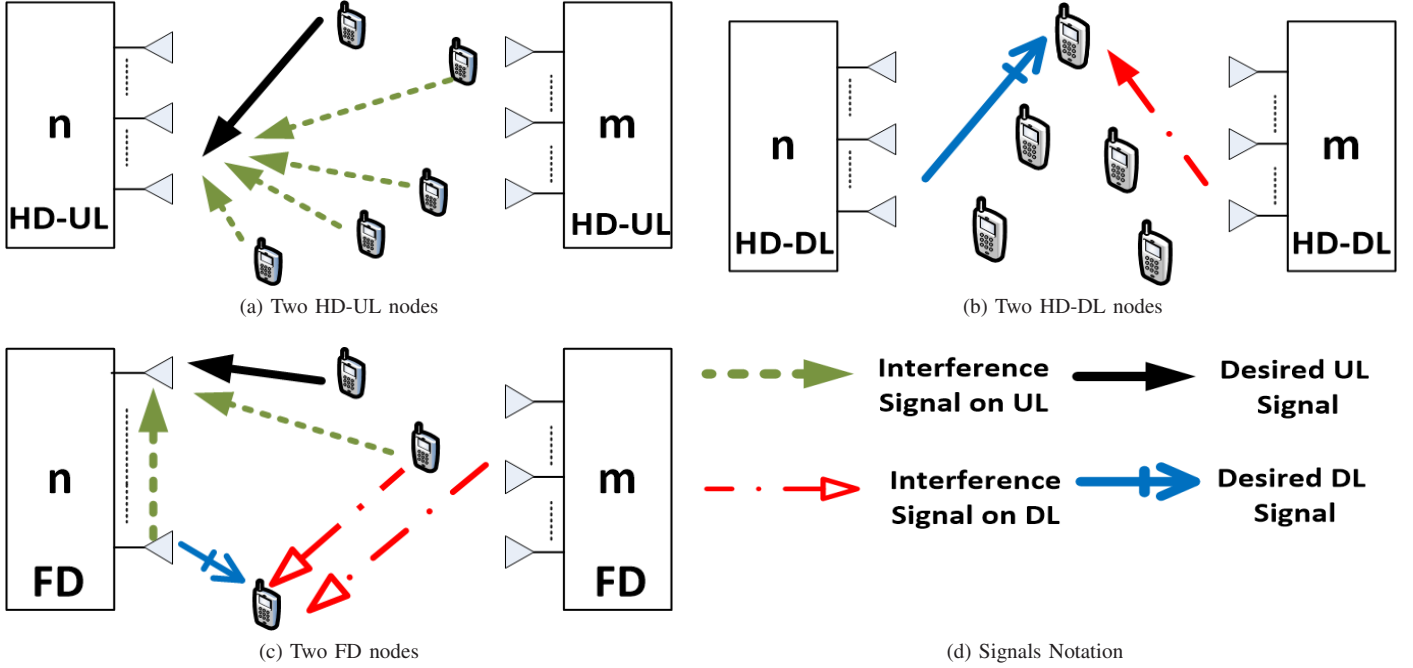 n
HD-UL
m
HD-UL
(a) Two HD-UL nodes
n
HD-DL
m
HD-DL
(b) Two HD-DL nodes
n
FD
m
FD
(c) Two FD nodes
Interference
Signal on UL
Desired UL
Signal
Interference
Signal on DL
Desired DL
Signal
(d) Signals Notation